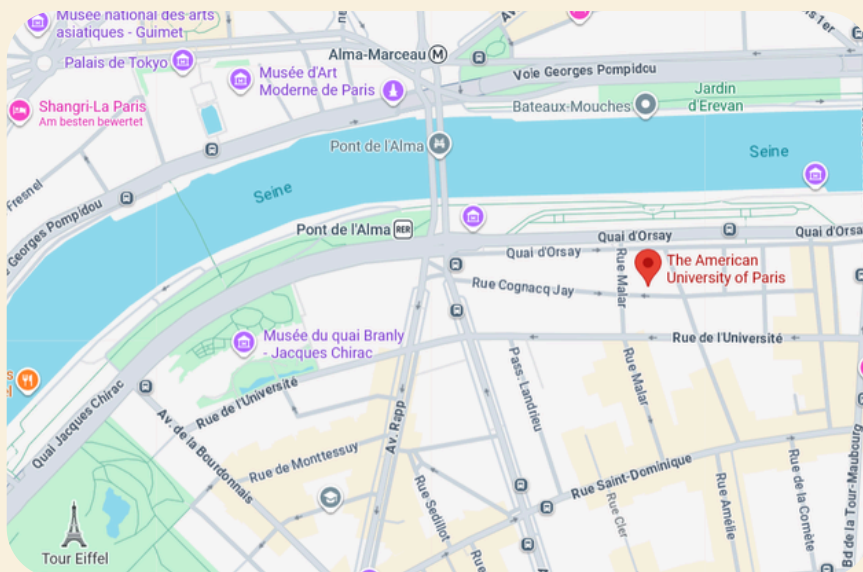 Musée national des arts
asiatiques - Guimet
Palais de Tokyo
Alma-Marceau
M
Voie Georges Pompidou
Musée d'Art
Moderne de Paris
Shangri-La Paris
Am besten bewertet
Jardin
d'Erevan
Bateaux-Mouches
Pont de l'Alma
Seine
Fresnel
Seine
Georges Pompidou
Pont de l'Alma
RER
Quai d'Orsay
Quai d'Orsa
Quai d'Orsay
The American
University of Paris
Rue Malar
Rue Cognacq Jay
Musée du quai Branly
- Jacques Chirac
Rue de l'Université
Pass. Landrieu
Rue Malar
Rue de l'Université
Quai Jacques Chirac
Av. de la Bourdonnais
Av. Rapp
Rue de Monttessuy
Rue Saint-Dominique
Rue Sedillot
Rue Cler
Rue Amélie
Rue de la Comète
Bd de la Tour-Maubourg
Rue
Tour Eiffel